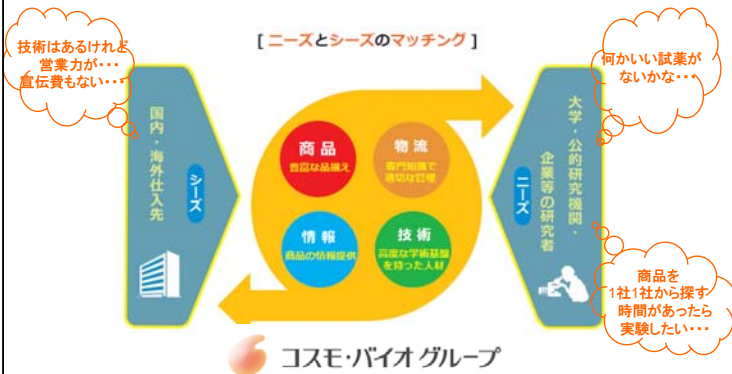 [ ニーズとシーズのマッチング ]
技術はあるけれど
営業力が・・・
宣伝費もない・・・
国内・海外仕入先
シーズ
商品
豊富な品揃え
物流
専門知識で
適切な管理
情報
商品の情報提供
技術
高度な学術基盤
を持った人材
ニーズ
大学・公的研究機関・
企業等の研究者
何かいい試薬が
ないかな・・・
商品を
1社1社から探す
時間があったら
実験したい・・・
コスモ・バイオグループ